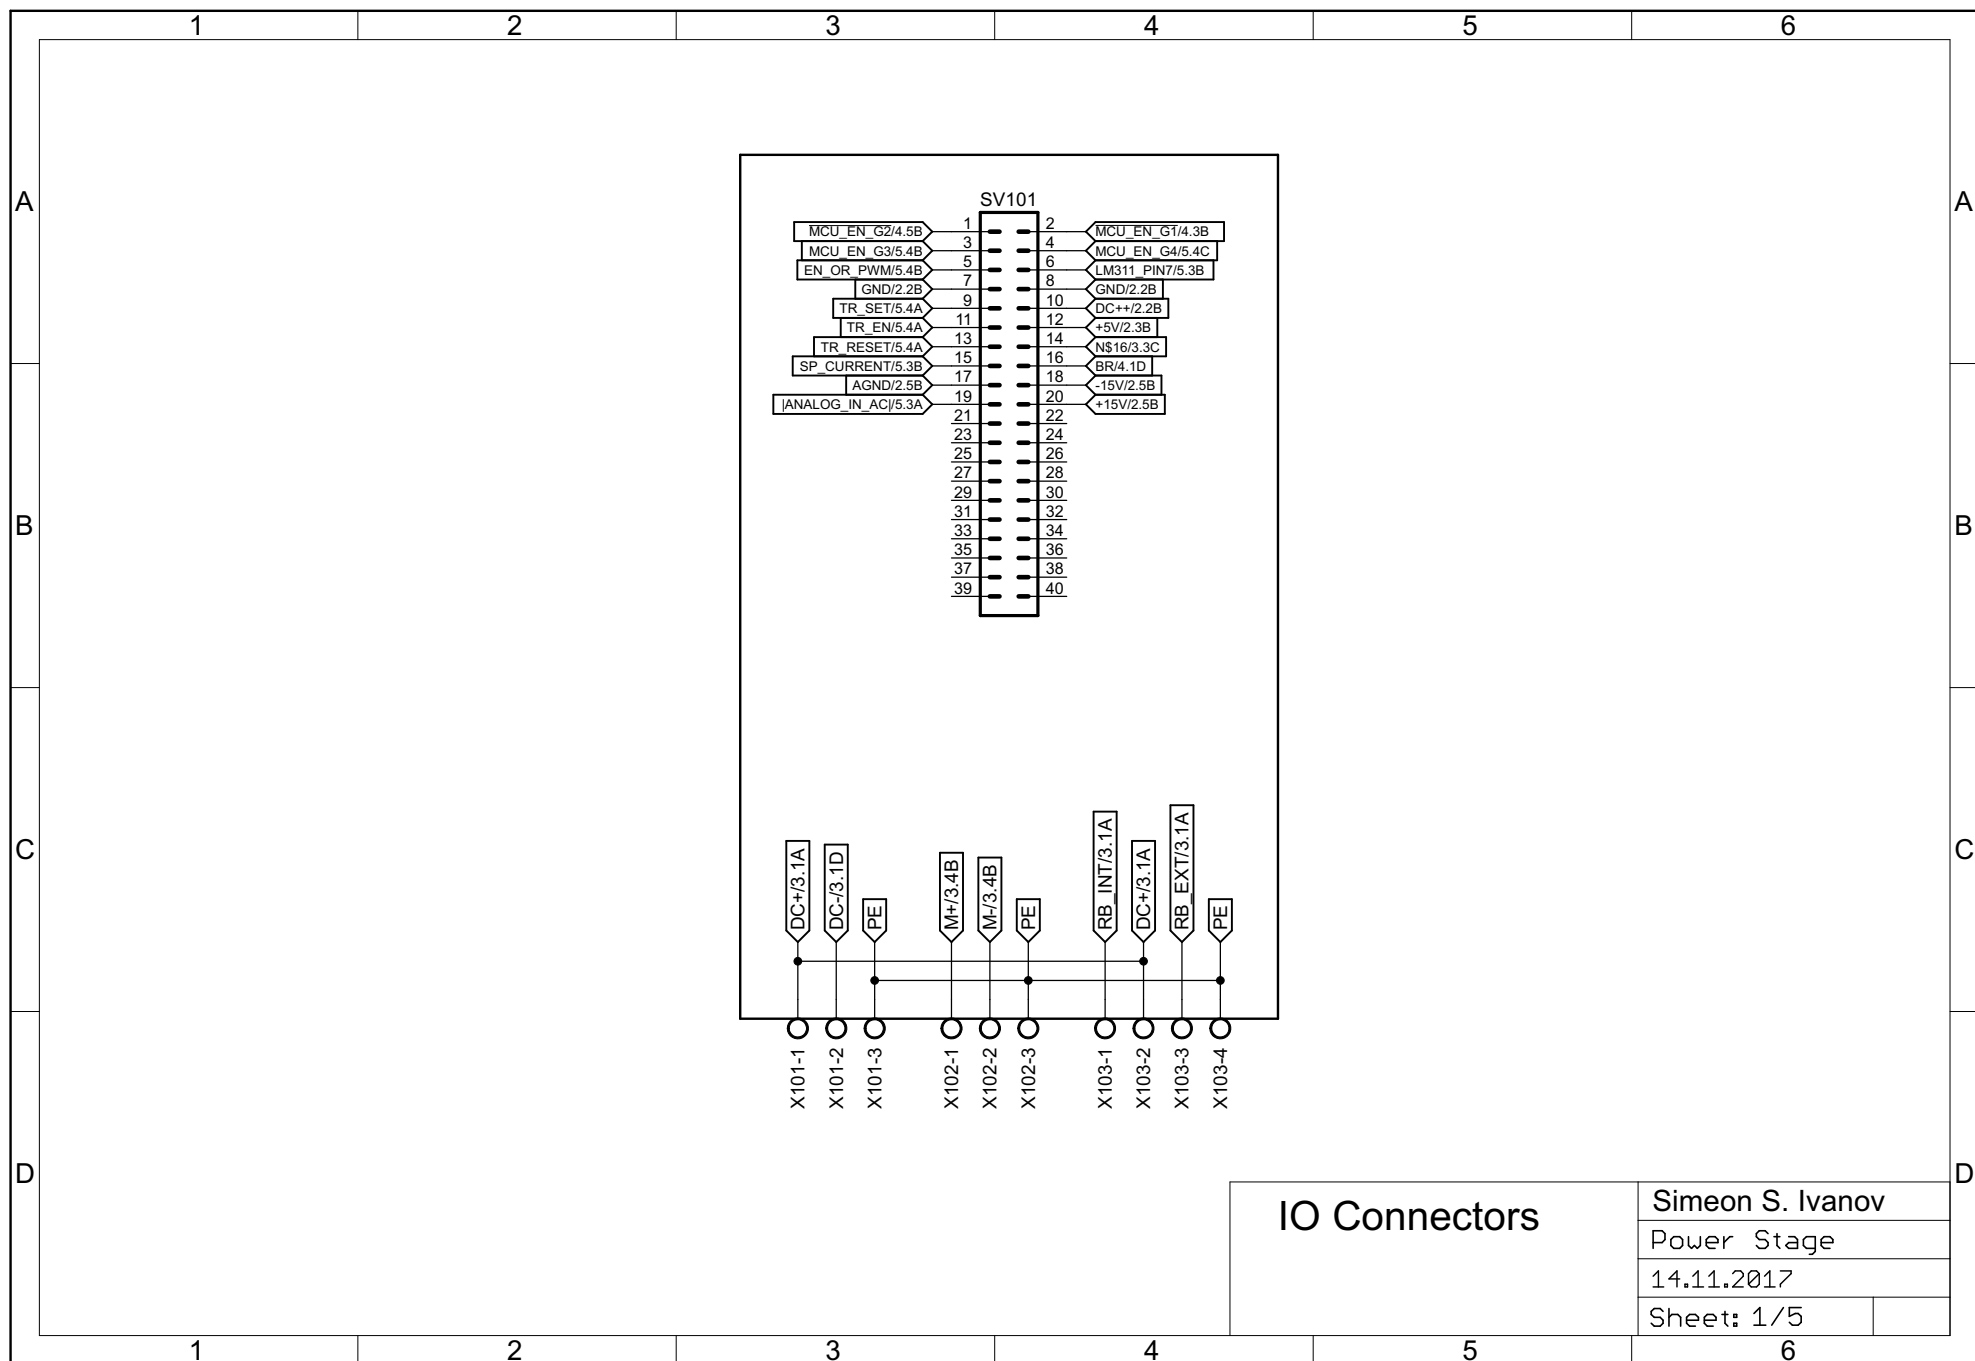 1 2 3 4 5 6
A A
SV101
MCU_EN_G2/4.5B 1 2 MCU_EN_G1/4.3B
MCU_EN_G3/5.4B 3 4 MCU_EN_G4/5.4C
EN_OR_PWM/5.4B 5 6 LM311_PIN7/5.3B
GND/2.2B 7 8 GND/2.2B
TR_SET/5.4A 9 10 DC++/2.2B
TR_EN/5.4A 11 12 +5V/2.3B
TR_RESET/5.4A 13 14 N$16/3.3C
SP_CURRENT/5.3B 15 16 BR/4.1D
AGND/2.5B 17 18 -15V/2.5B
|ANALOG_IN_AC|/5.3A 19 20 +15V/2.5B
21 22
23 24
25 26
27 28
29 30
31 32
B B
33 34
35 36
37 38
39 40
C C
DC+/3.1A DC-/3.1D PE M+/3.4B M-/3.4B PE RB_INT/3.1A DC+/3.1A RB_EXT/3.1A PE
X101-1 X101-2 X101-3 X102-1 X102-2 X102-3 X103-1 X103-2 X103-3 X103-4
D D
IO Connectors
Simeon S. Ivanov
Power Stage
14.11.2017
Sheet: 1/5
1 2 3 4 5 6